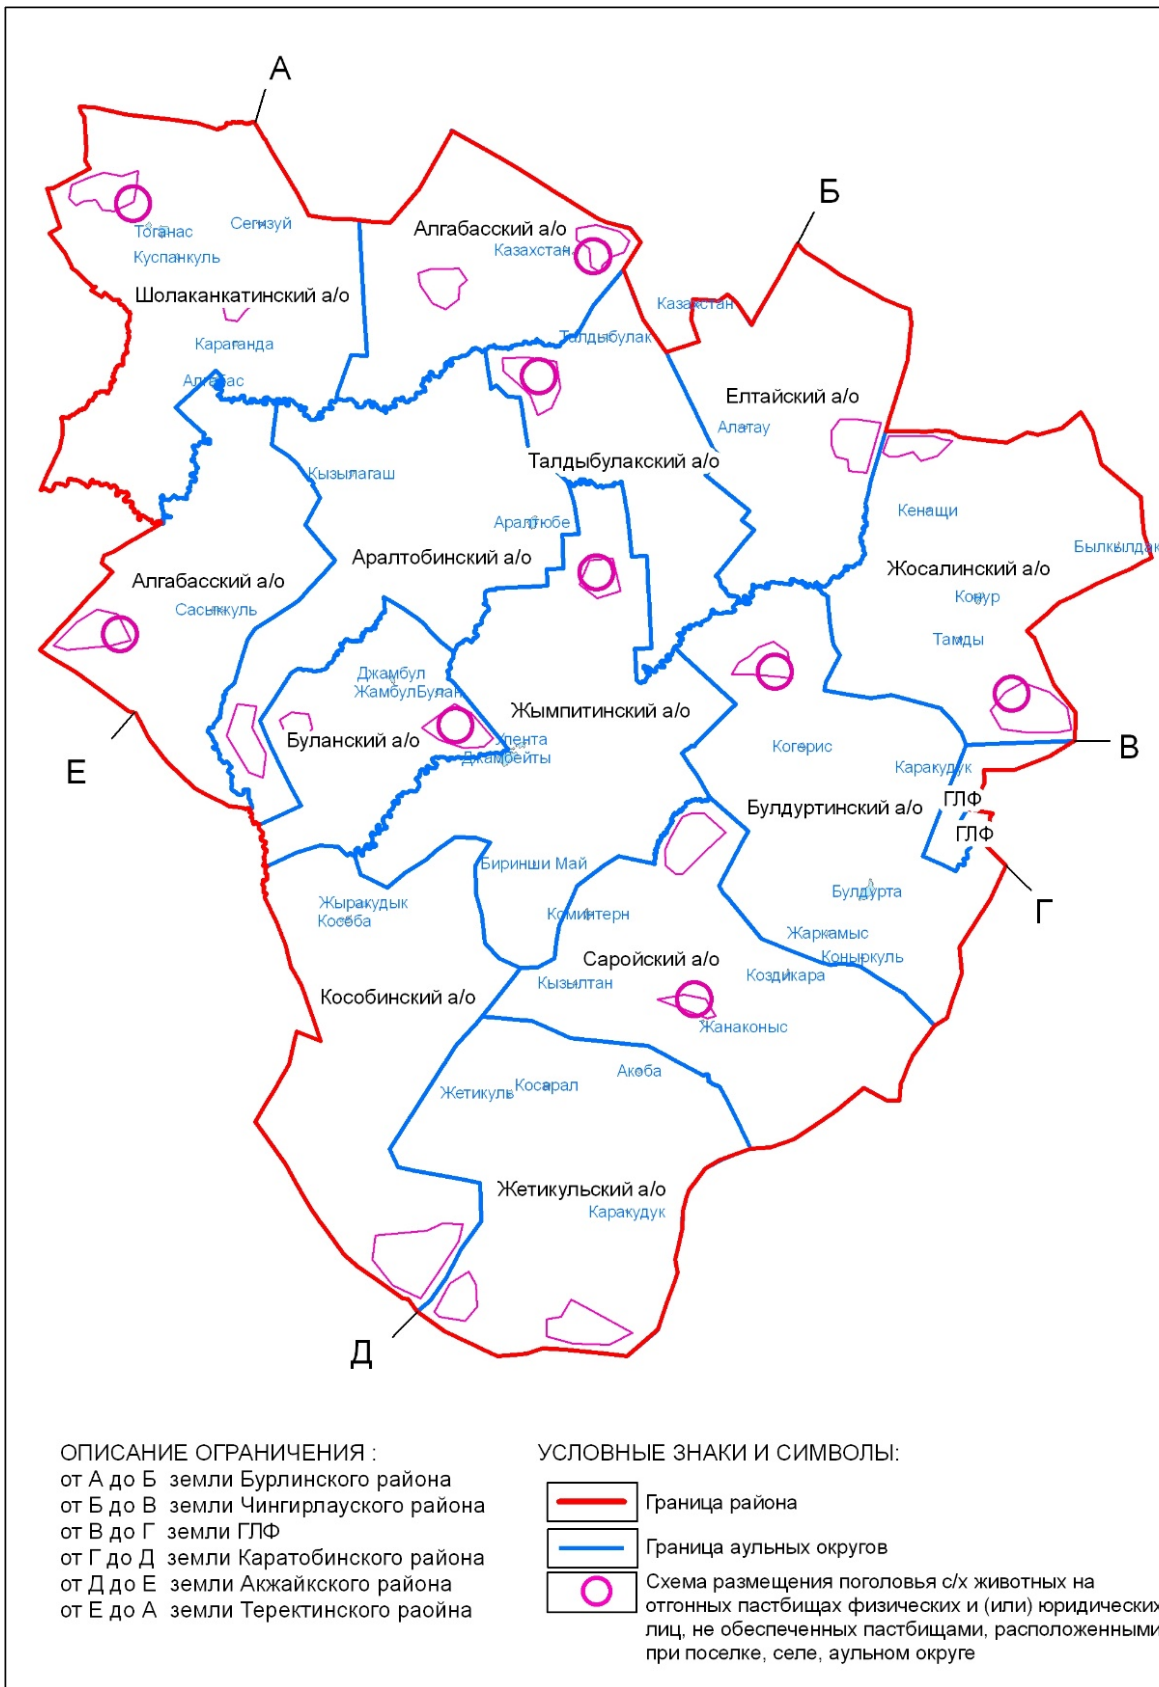 А
Б
Алгабасский а/о
Казахстан
Сегизуй
Тоганас
Куспанкуль
Шолаканкатинский а/о
Казахстан
Караганда
Талдыбулак
Алгабас
Елтайский а/о
Алатау
Талдыбулакский а/о
Кызылагаш
Кенащи
Аралтюбе
Былкылдак
Аралтобинский а/о
Жосалинский а/о
Алгабасский а/о
Сасыккуль
Конур
Тамды
Джамбул
ЖамбулБулан
Жымпитинский а/о
Буланский а/о
Улента
Джамбейты
Когерис
Каракудук
В
Е
ГЛФ
Булдуртинский а/о
ГЛФ
Биринши Май
Булдурта
Жыракудык
Кособа
Коминтерн
Г
Жаркамыс
Коныркуль
Саройский а/о
Коздикара
Кызылтан
Кособинский а/о
Жанаконыс
Акоба
Жетикуль
Косарал
Жетикульский а/о
Каракудук
Д
ОПИСАНИЕ ОГРАНИЧЕНИЯ :
от А до Б земли Бурлинского района
от Б до В земли Чингирлауского района
от В до Г земли ГЛФ
от Г до Д земли Каратобинского района
от Д до Е земли Акжайкского района
от Е до А земли Теректинского раойна
УСЛОВНЫЕ ЗНАКИ И СИМВОЛЫ:
Граница района
Граница аульных округов
Схема размещения поголовья с/х животных на
отгонных пастбищах физических и (или) юридических
лиц, не обеспеченных пастбищами, расположенными
при поселке, селе, аульном округе